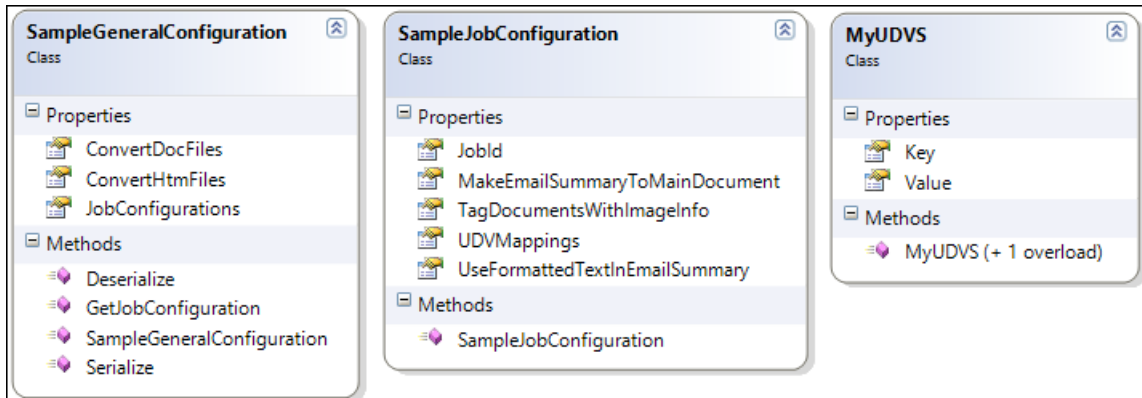 SampleGeneralConfiguration
Class
Properties
ConvertDocFiles
ConvertHtmFiles
JobConfigurations
Methods
Deserialize
GetJobConfiguration
SampleGeneralConfiguration
Serialize
SampleJobConfiguration
Class
Properties
JobId
MakeEmailSummaryToMainDocument
TagDocumentsWithImageInfo
UDVMappings
UseFormattedTextInEmailSummary
Methods
SampleJobConfiguration
MyUDVS
Class
Properties
Key
Value
Methods
MyUDVS (+ 1 overload)